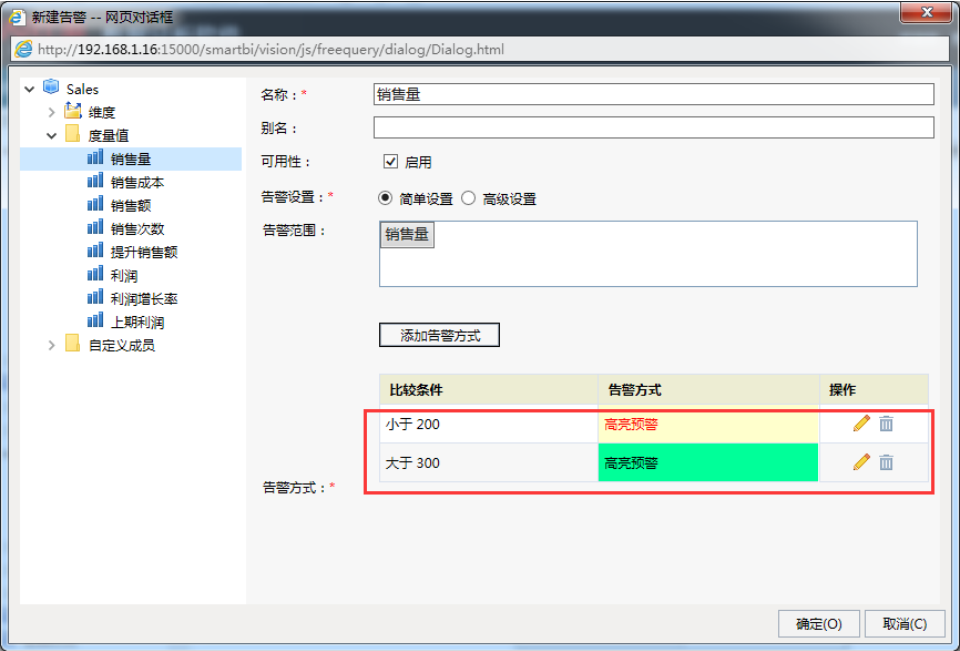 新建告警 -- 网页对话框
http://192.168.1.16:15000/smartbi/vision/js/freequery/dialog/Dialog.html
Sales
维度
度量值
销售量
销售成本
销售额
销售次数
提升销售额
利润
利润增长率
上期利润
自定义成员
名称：* 销售量
别名：
可用性： 启用
告警设置：* 简单设置 高级设置
告警范围： 销售量
添加告警方式
比较条件 告警方式 操作
小于 200 高亮预警
大于 300 高亮预警
告警方式：*
确定(O) 取消(C)